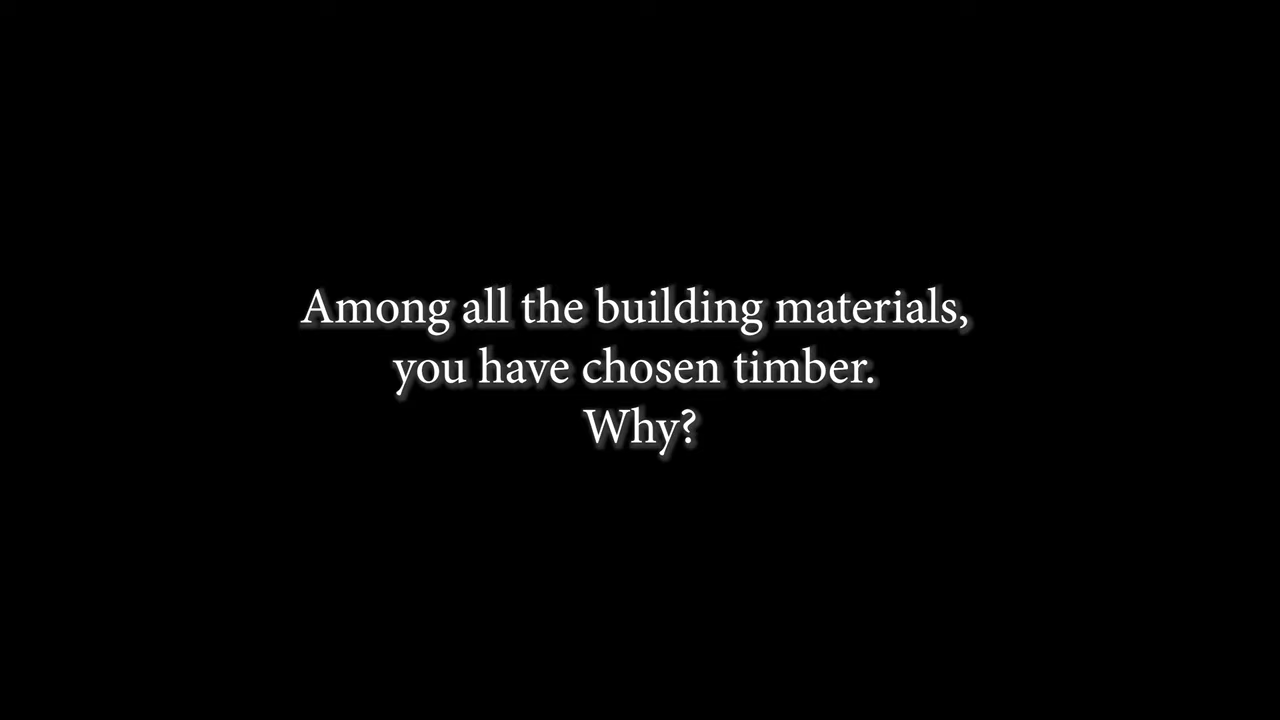 Among all the building materials,
you have chosen timber.
Why?